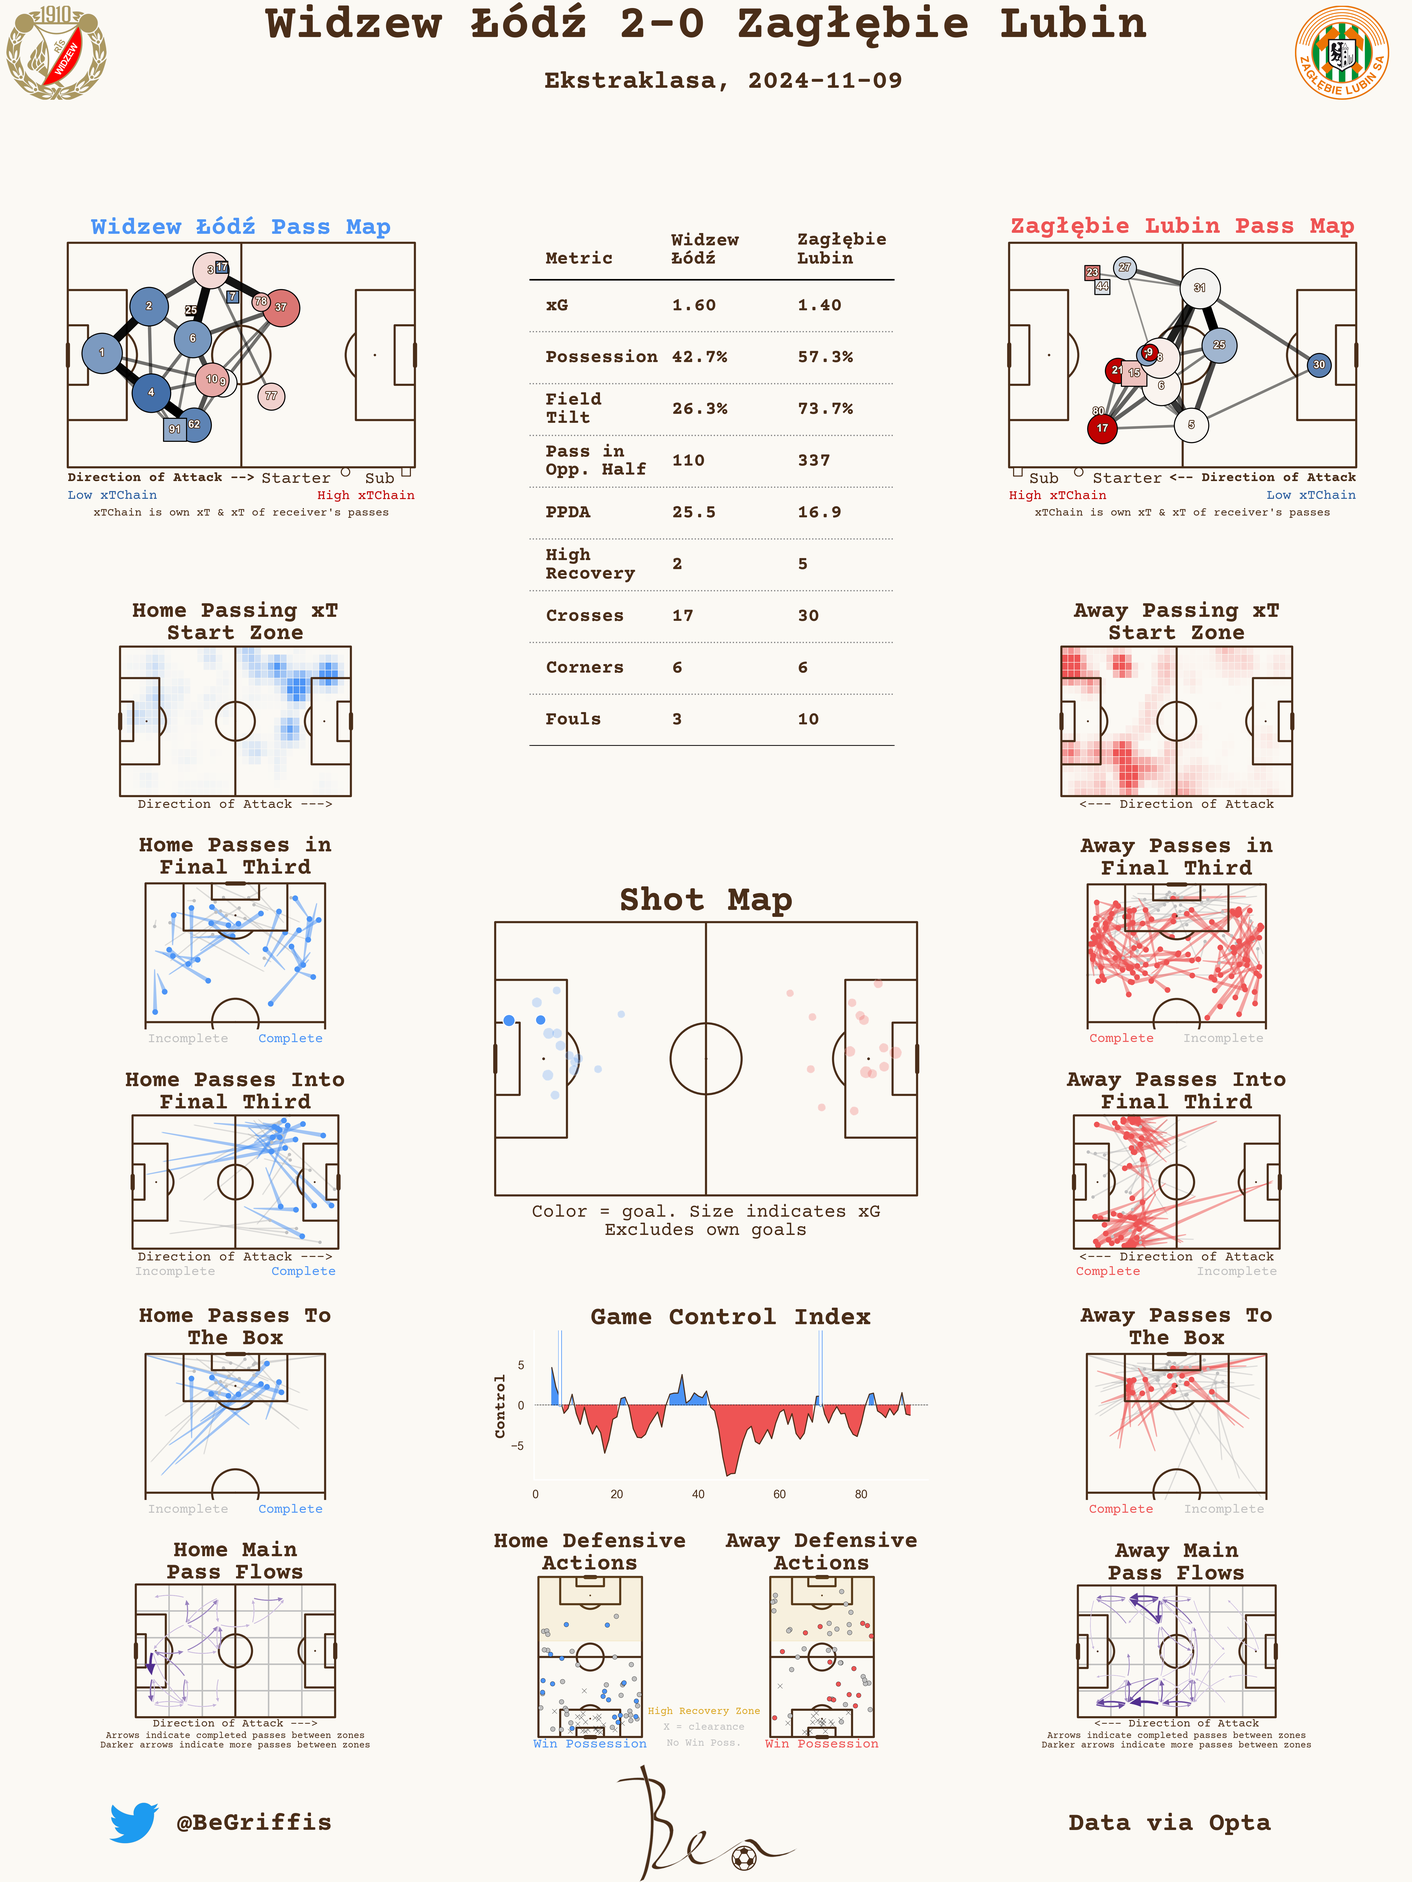 Widzew Łódź 2-0 Zagłębie Lubin
Ekstraklasa, 2024-11-09
1910
RTS
WIDZEW
ZAGŁĘBIE LUBIN SA
Widzew Łódź Pass Map
3
17
7
78
37
2
25
6
1
10
9
4
77
91
62
Direction of Attack --> Starter Sub
Low xTChain High xTChain
xTChain is own xT & xT of receiver's passes
Metric Widzew Łódź Zagłębie Lubin
xG 1.60 1.40
Possession 42.7% 57.3%
Field Tilt 26.3% 73.7%
Pass in Opp. Half 110 337
PPDA 25.5 16.9
High Recovery 2 5
Crosses 17 30
Corners 6 6
Fouls 3 10
Zagłębie Lubin Pass Map
23
27
44
31
25
9
8
21
15
6
30
80
17
5
Sub Starter <-- Direction of Attack
High xTChain Low xTChain
xTChain is own xT & xT of receiver's passes
Home Passing xT
Start Zone
Direction of Attack --->
Away Passing xT
Start Zone
<--- Direction of Attack
Home Passes in
Final Third
Incomplete Complete
Away Passes in
Final Third
Complete Incomplete
Shot Map
Color = goal. Size indicates xG
Excludes own goals
Home Passes Into
Final Third
Direction of Attack --->
Incomplete Complete
Away Passes Into
Final Third
<--- Direction of Attack
Complete Incomplete
Home Passes To
The Box
Incomplete Complete
Game Control Index
Control
5
0
−5
0 20 40 60 80
Away Passes To
The Box
Complete Incomplete
Home Main
Pass Flows
Direction of Attack --->
Arrows indicate completed passes between zones
Darker arrows indicate more passes between zones
Home Defensive
Actions
Win Possession
High Recovery Zone
X = clearance
No Win Poss.
Away Defensive
Actions
Win Possession
Away Main
Pass Flows
<--- Direction of Attack
Arrows indicate completed passes between zones
Darker arrows indicate more passes between zones
@BeGriffis
Ben
Data via Opta